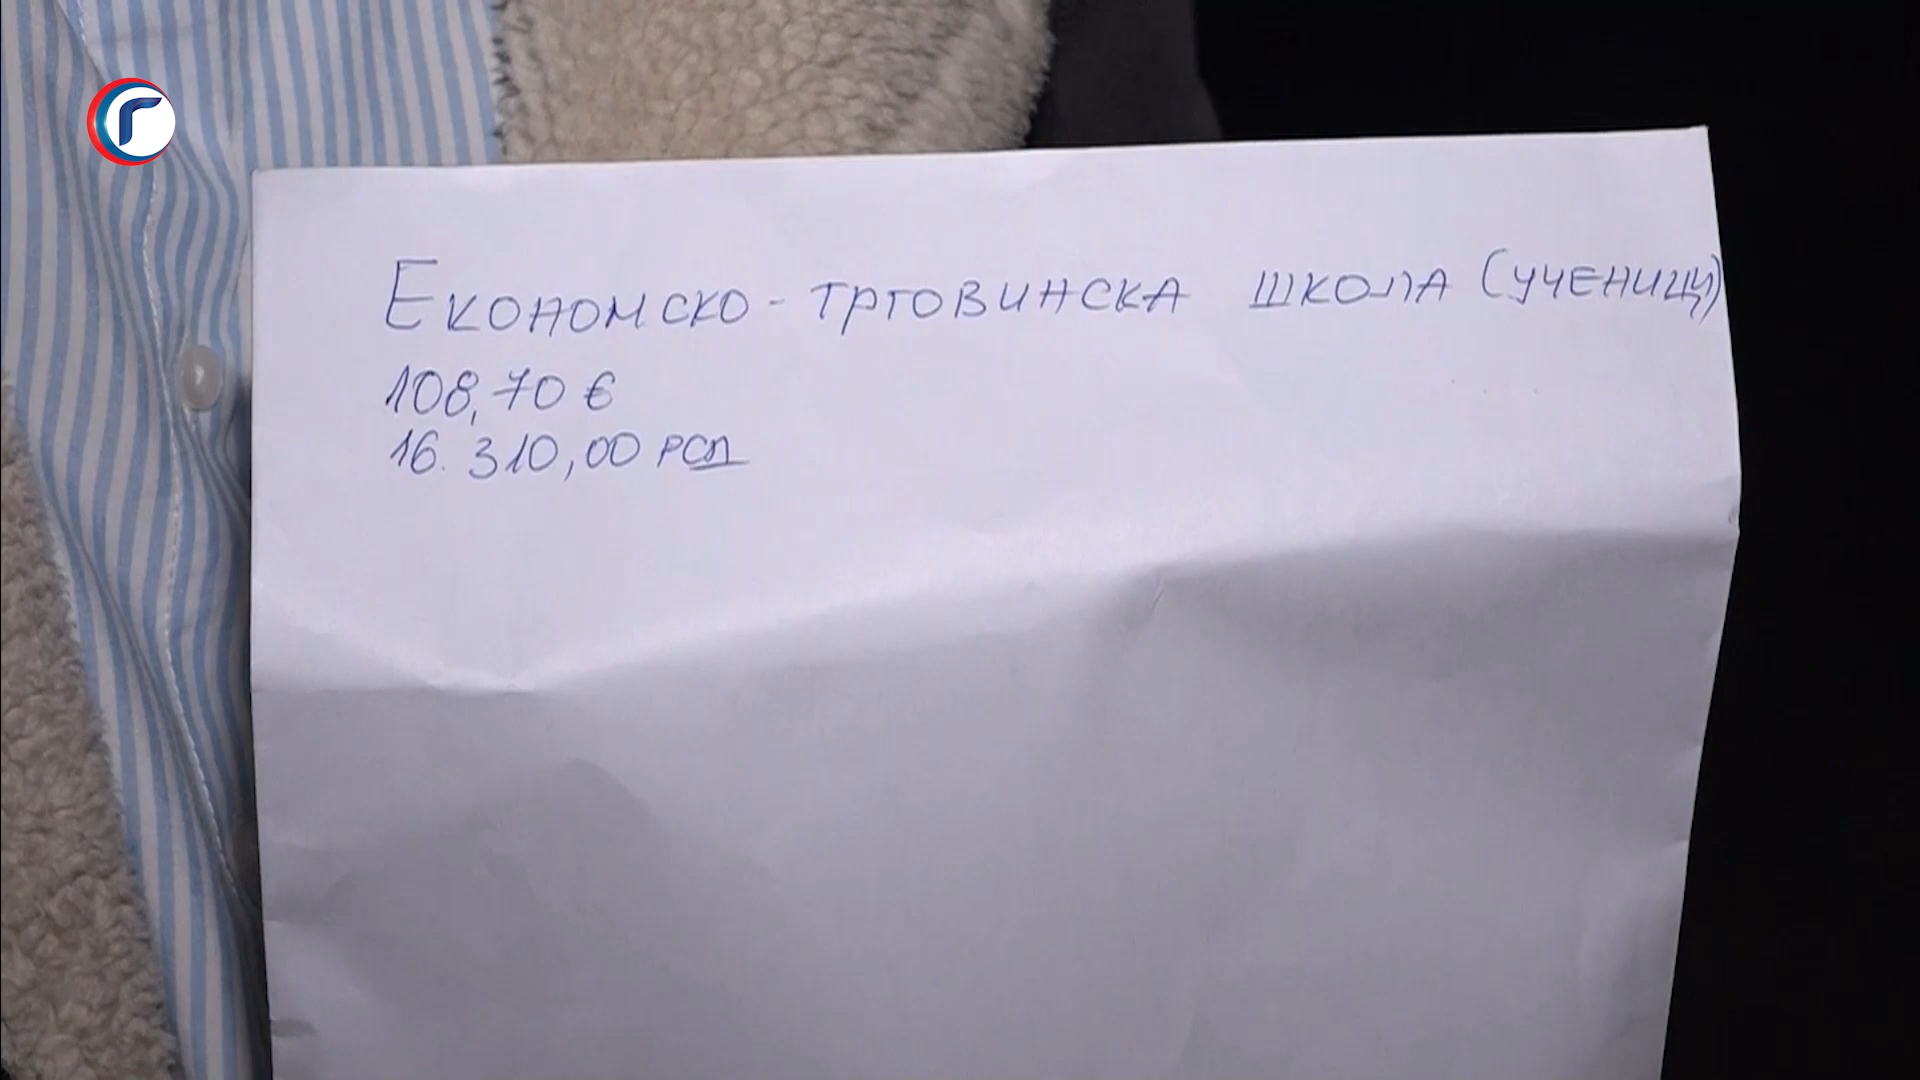 Економско - трговинска школа (ученици)
108,70 €
16.310,00 РСД